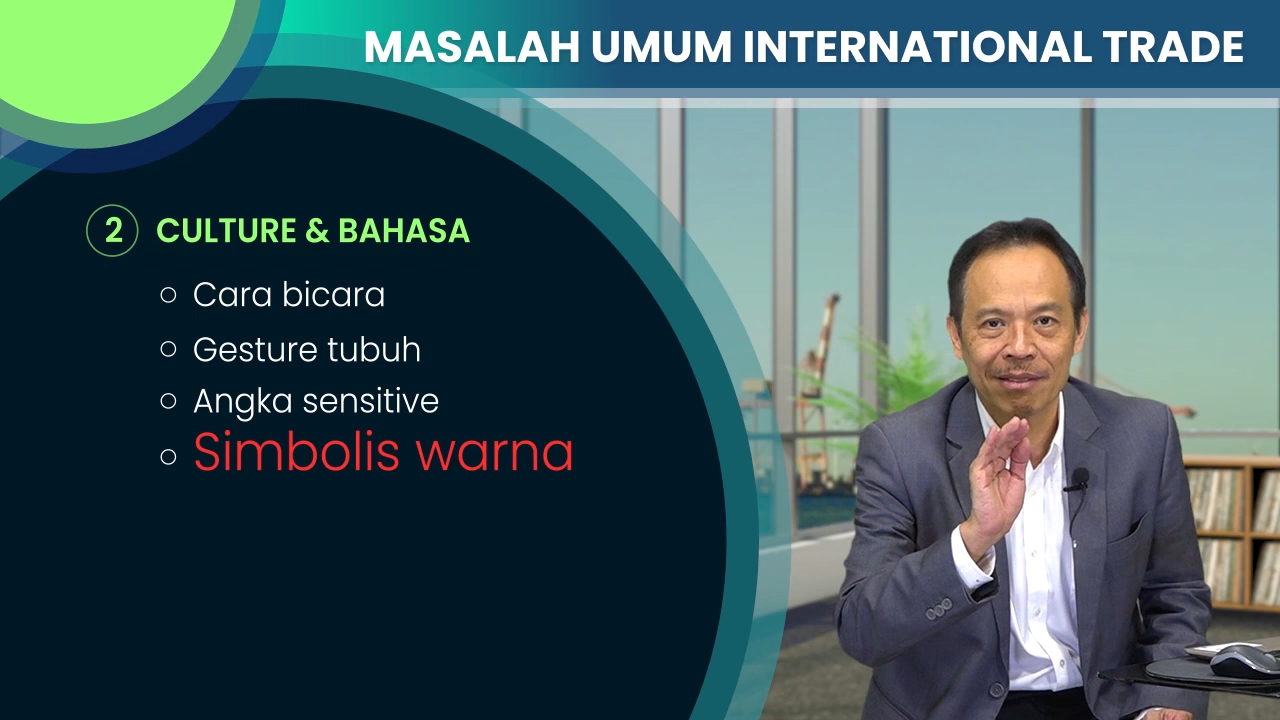 MASALAH UMUM INTERNATIONAL TRADE
2 CULTURE & BAHASA
Cara bicara
Gesture tubuh
Angka sensitive
Simbolis warna